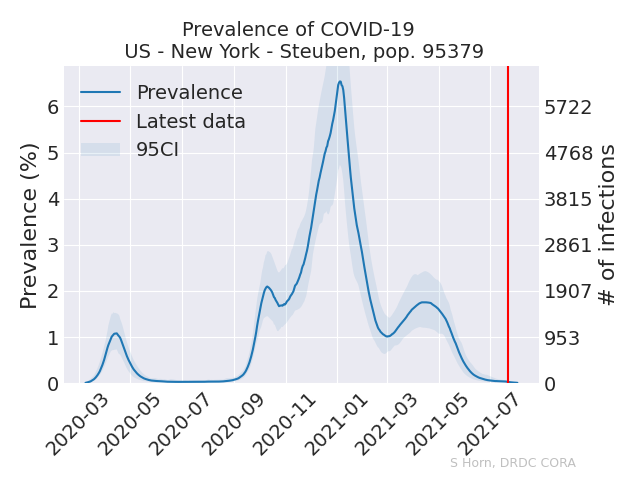 Prevalence of COVID-19
US - New York - Steuben, pop. 95379
Prevalence
Latest data
95CI
Prevalence (%)
6
5
4
3
2
1
0
5722
4768
3815
2861
1907
953
0
# of infections
2020-03
2020-05
2020-07
2020-09
2020-11
2021-01
2021-03
2021-05
2021-07
S Horn, DRDC CORA